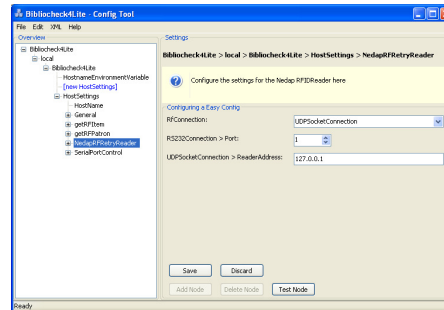 Bibliocheck4Lite - Config Tool
File Edit XML Help
Overview
Bibliocheck4Lite
local
Bibliocheck4Lite
HostnameEnvironmentVariable
[new HostSettings]
HostSettings
HostName
General
getRFItem
getRFPatron
NedapRFRetryReader
SerialPortControl
Settings
Bibliocheck4Lite > local > Bibliocheck4Lite > HostSettings > NedapRFRetryReader
Configure the settings for the Nedap RFIDReader here
Configuring a Easy Config
RfConnection: UDPSocketConnection
RS232Connection > Port: 1
UDPSocketConnection > ReaderAddress: 127.0.0.1
Save Discard
Add Node Delete Node Test Node
Ready